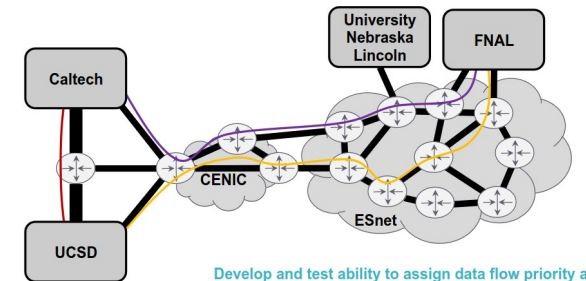 University
Nebraska
Lincoln
FNAL
Caltech
CENIC
ESnet
UCSD
Develop and test ability to assign data flow priority a